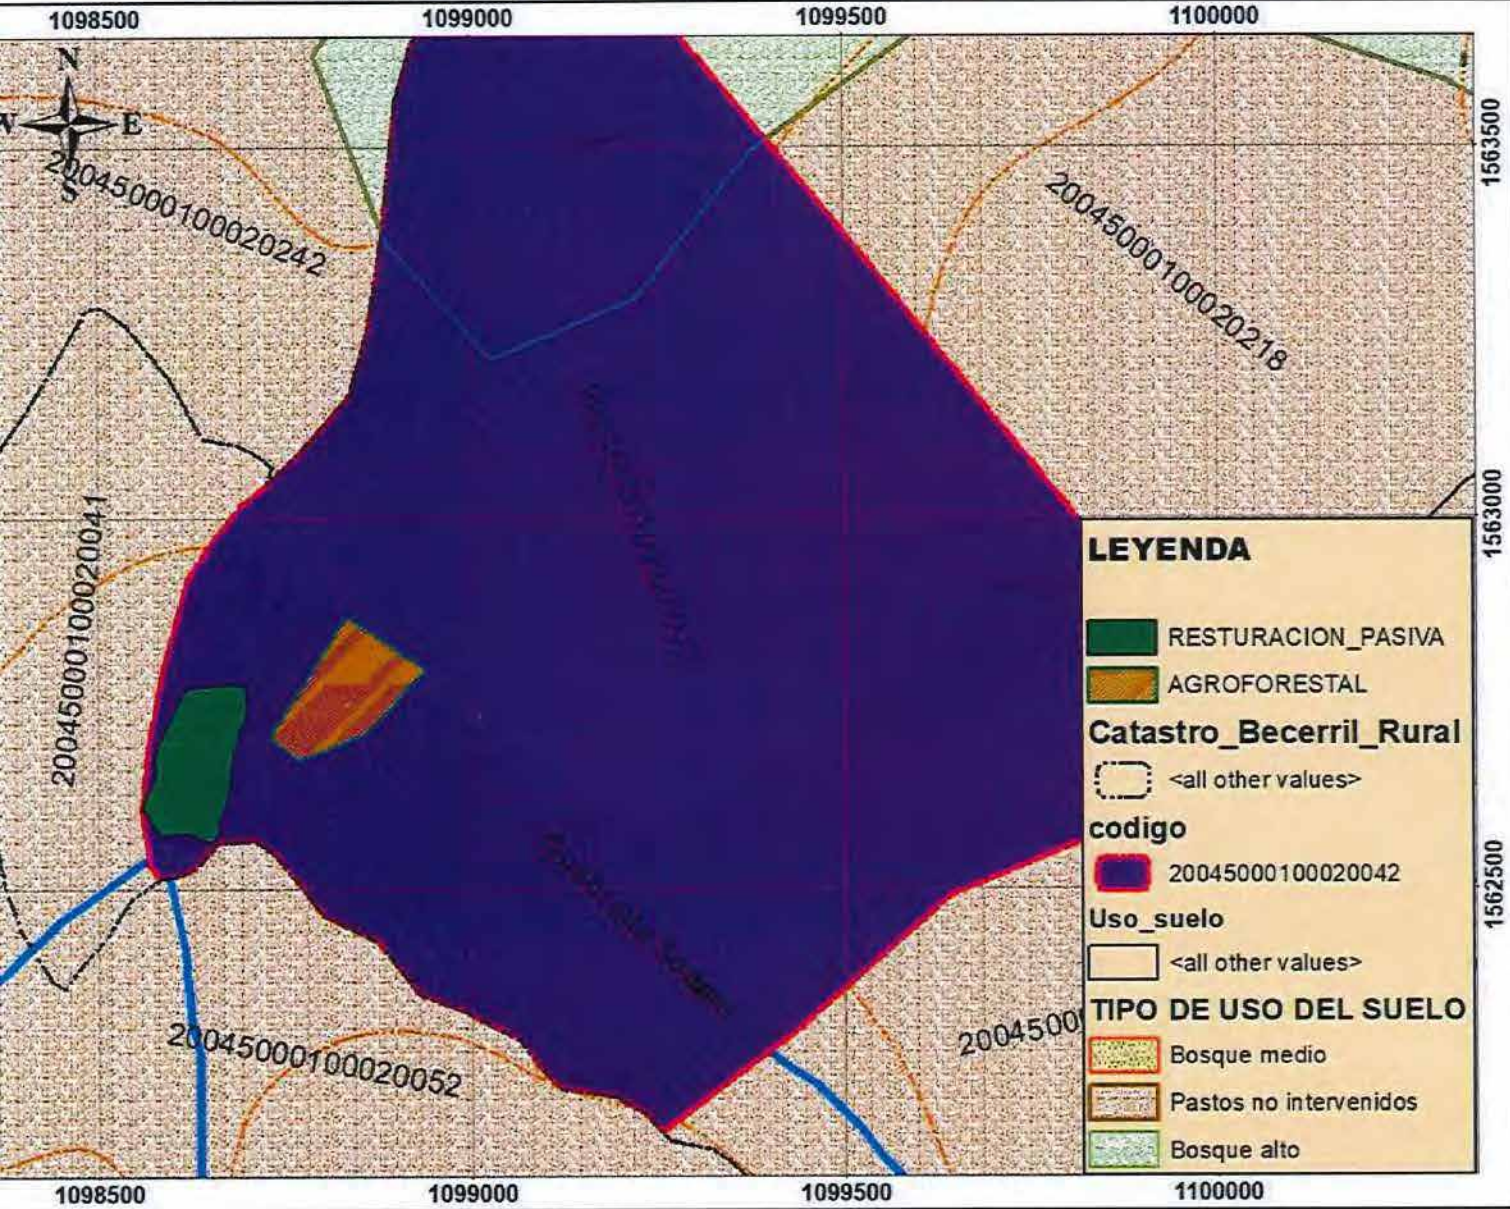 1098500 1099000 1099500 1100000
N
W E
S
20045000100020242
20045000100020218
1563500
20045000100020041
1563000
LEYENDA
RESTURACION_PASIVA
AGROFORESTAL
Catastro_Becerril_Rural
<all other values>
codigo
20045000100020042
Uso_suelo
<all other values>
TIPO DE USO DEL SUELO
Bosque medio
Pastos no intervenidos
Bosque alto
1562500
20045000100020052
2004500
1098500 1099000 1099500 1100000